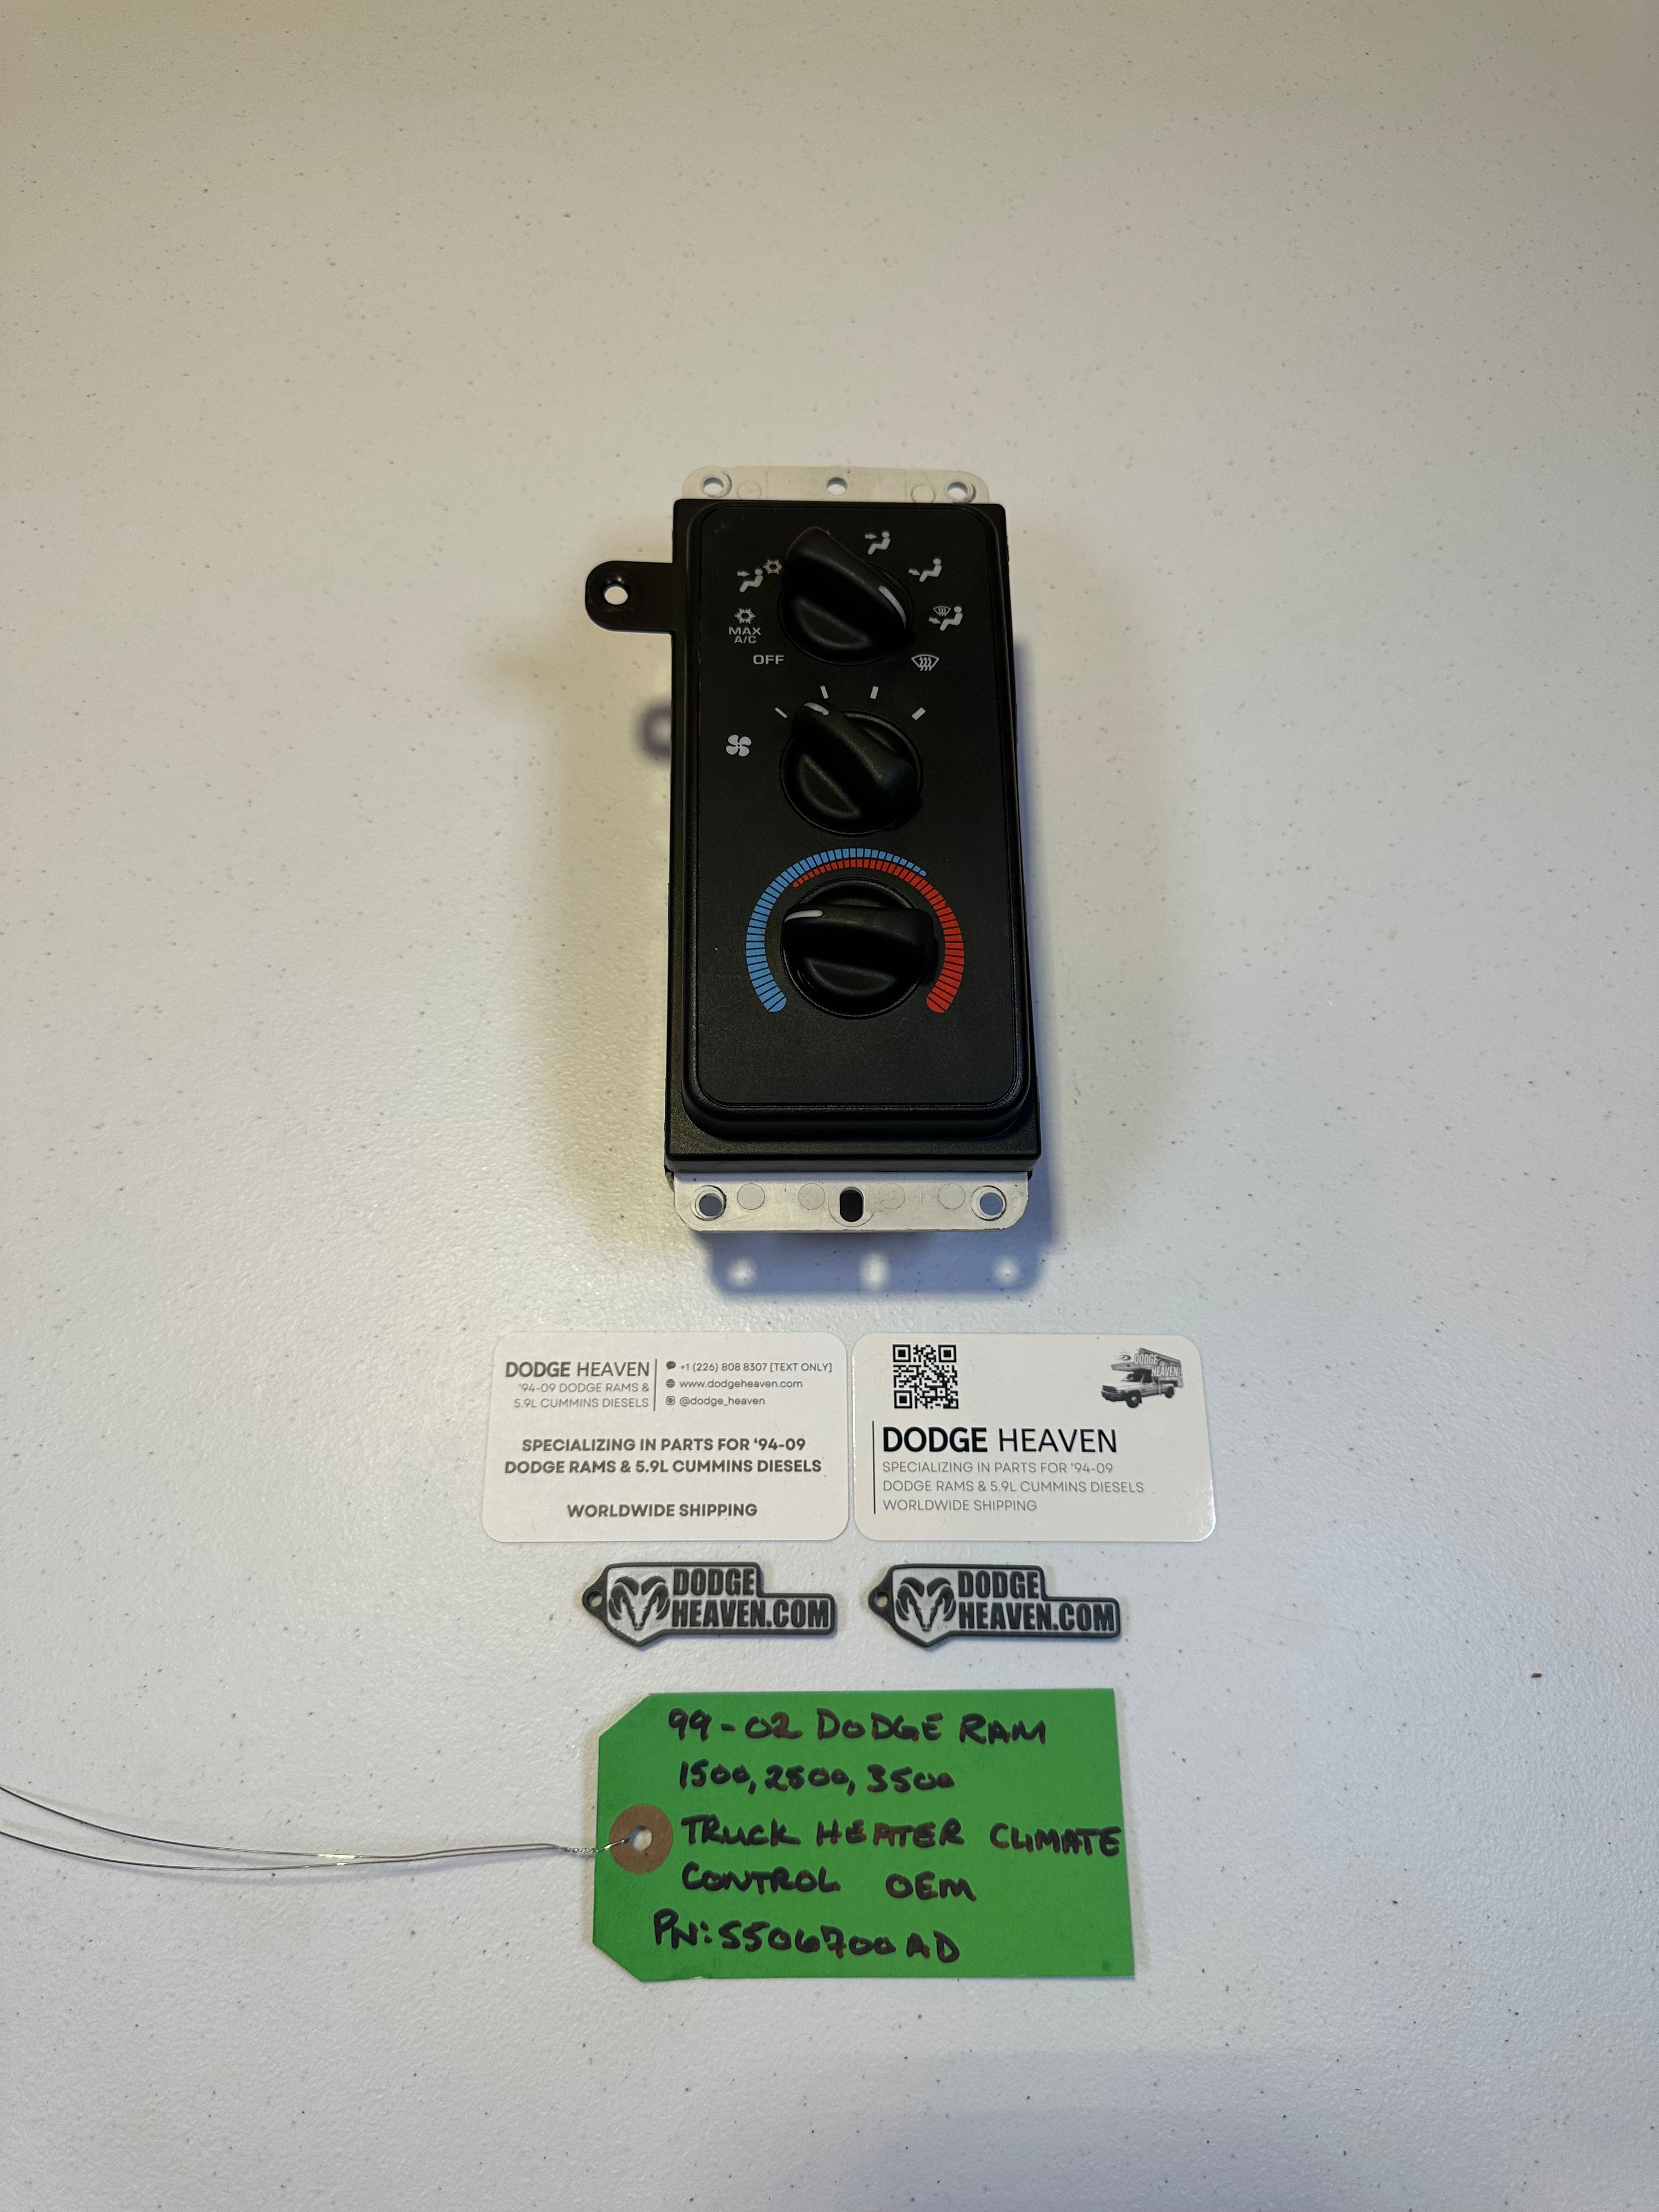 MAX
A/C
OFF
DODGE HEAVEN
'94-09 DODGE RAMS &
5.9L CUMMINS DIESELS
+1 (226) 808 8307 [TEXT ONLY]
www.dodgeheaven.com
@dodge_heaven
SPECIALIZING IN PARTS FOR '94-09
DODGE RAMS & 5.9L CUMMINS DIESELS
WORLDWIDE SHIPPING
DODGE
HEAVEN
DODGE HEAVEN
SPECIALIZING IN PARTS FOR '94-09
DODGE RAMS & 5.9L CUMMINS DIESELS
WORLDWIDE SHIPPING
DODGE
HEAVEN.COM
DODGE
HEAVEN.COM
99-02 DODGE RAM
1500, 2500, 3500
TRUCK HEATER CLIMATE
CONTROL OEM
PN: 5506700AD